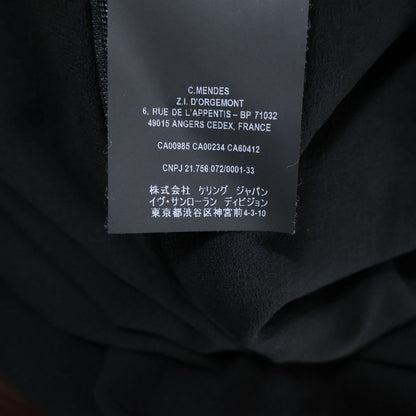 C.MENDES
Z.I. D'ORGEMONT
6, RUE DE L'APPENTIS – BP 71032
49015 ANGERS CEDEX, FRANCE
CA00985 CA00234 CA60412
CNPJ 21.756.072/0001-33
株式会社 ケリング ジャパン
イヴ・サンローラン ディビジョン
東京都渋谷区神宮前4-3-10